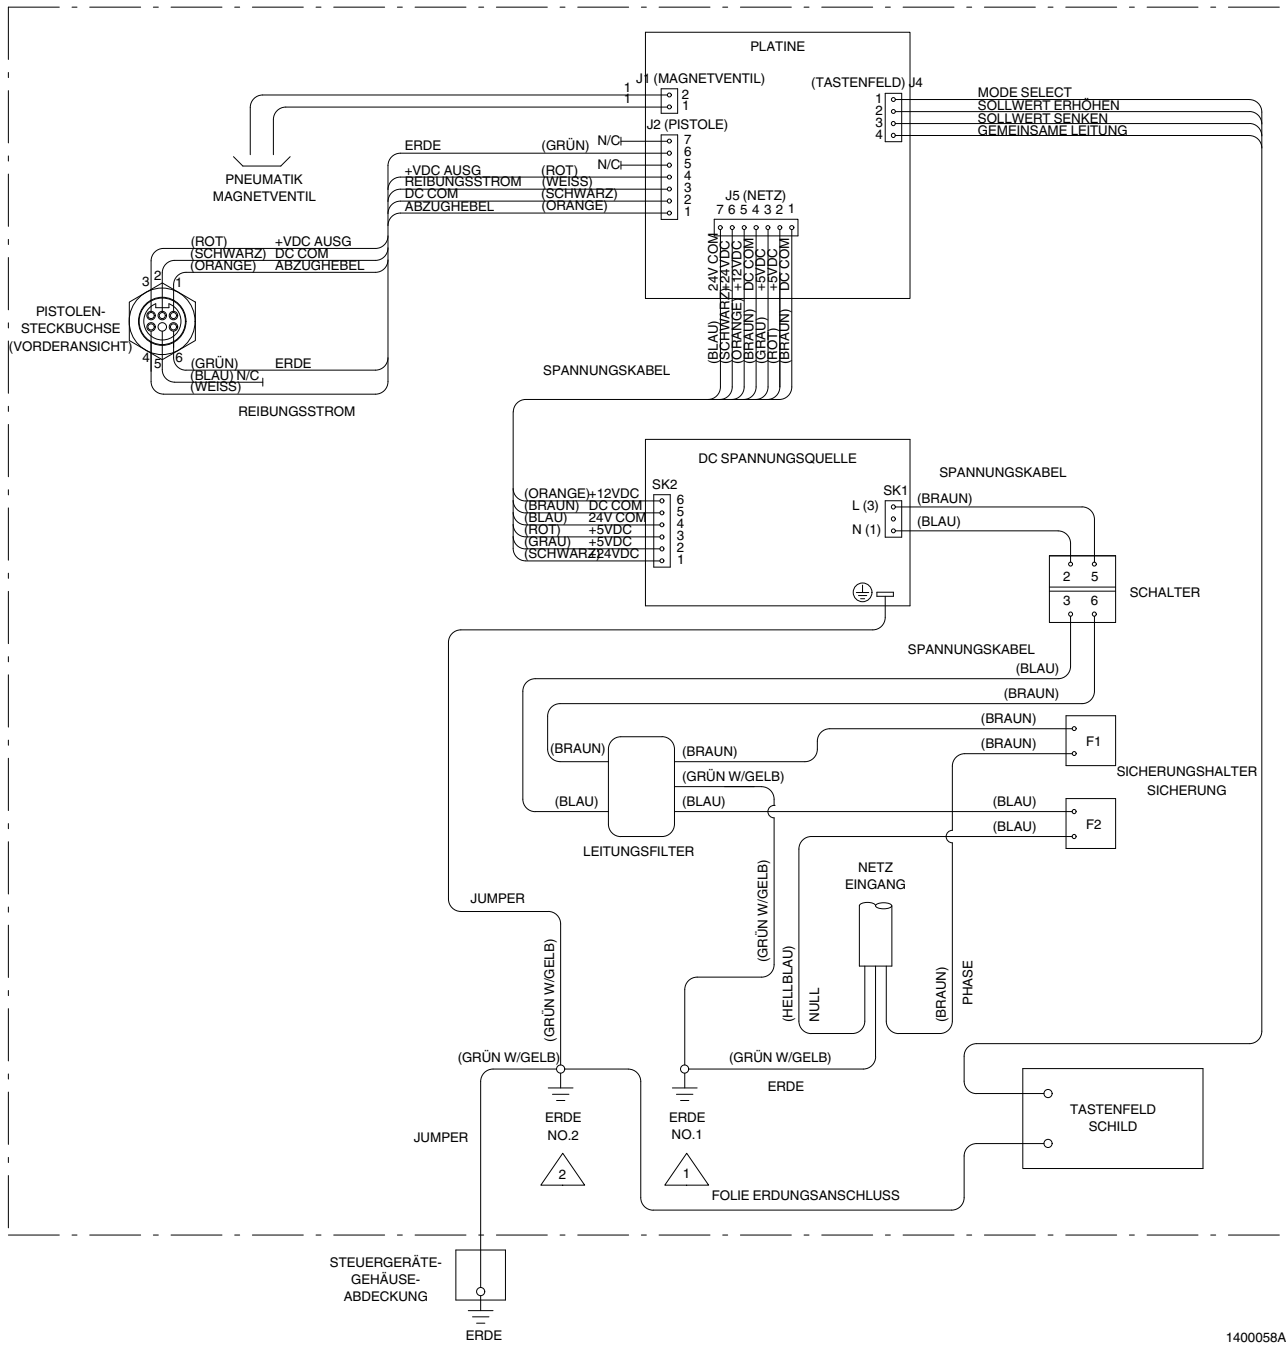 PLATINE
J1 (MAGNETVENTIL)
(TASTENFELD) J4
1
1
2
1
1
2
3
4
MODE SELECT
SOLLWERT ERHÖHEN
SOLLWERT SENKEN
GEMEINSAME LEITUNG
PNEUMATIK
MAGNETVENTIL
J2 (PISTOLE)
N/C 7
ERDE (GRÜN) 6
N/C 5
+VDC AUSG (ROT) 4
REIBUNGSSTROM (WEISS) 3
DC COM (SCHWARZ) 2
ABZUGHEBEL (ORANGE) 1
J5 (NETZ)
7 6 5 4 3 2 1
(BLAU) 24V COM
(SCHWARZ) +24VDC
(ORANGE) +12VDC
(BRAUN) DC COM
(GRAU) +5VDC
(ROT) +5VDC
(BRAUN) DC COM
(ROT) +VDC AUSG
(SCHWARZ) DC COM
(ORANGE) ABZUGHEBEL
3 2 1
PISTOLEN-
STECKBUCHSE
(VORDERANSICHT)
4 5 6
(GRÜN) ERDE
(BLAU) N/C
(WEISS)
REIBUNGSSTROM
SPANNUNGSKABEL
DC SPANNUNGSQUELLE
SK2
(ORANGE) +12VDC 6
(BRAUN) DC COM 5
(BLAU) 24V COM 4
(ROT) +5VDC 3
(GRAU) +5VDC 2
(SCHWARZ) +24VDC 1
SPANNUNGSKABEL
SK1
L (3) (BRAUN)
N (1) (BLAU)
2 5
3 6
SCHALTER
SPANNUNGSKABEL
(BLAU)
(BRAUN)
(BRAUN)
(BRAUN)
(BRAUN)
(BRAUN)
F1
(GRÜN W/GELB)
SICHERUNGSHALTER
SICHERUNG
(BLAU)
(BLAU)
(BLAU)
(BLAU)
F2
LEITUNGSFILTER
NETZ
EINGANG
JUMPER
(GRÜN W/GELB)
(GRÜN W/GELB)
(HELLBLAU)
NULL
(BRAUN)
PHASE
(GRÜN W/GELB)
(GRÜN W/GELB)
ERDE
ERDE
NO.2
2
ERDE
NO.1
1
JUMPER
TASTENFELD
SCHILD
FOLIE ERDUNGSANSCHLUSS
STEUERGERÄTE-
GEHÄUSE-
ABDECKUNG
ERDE
1400058A